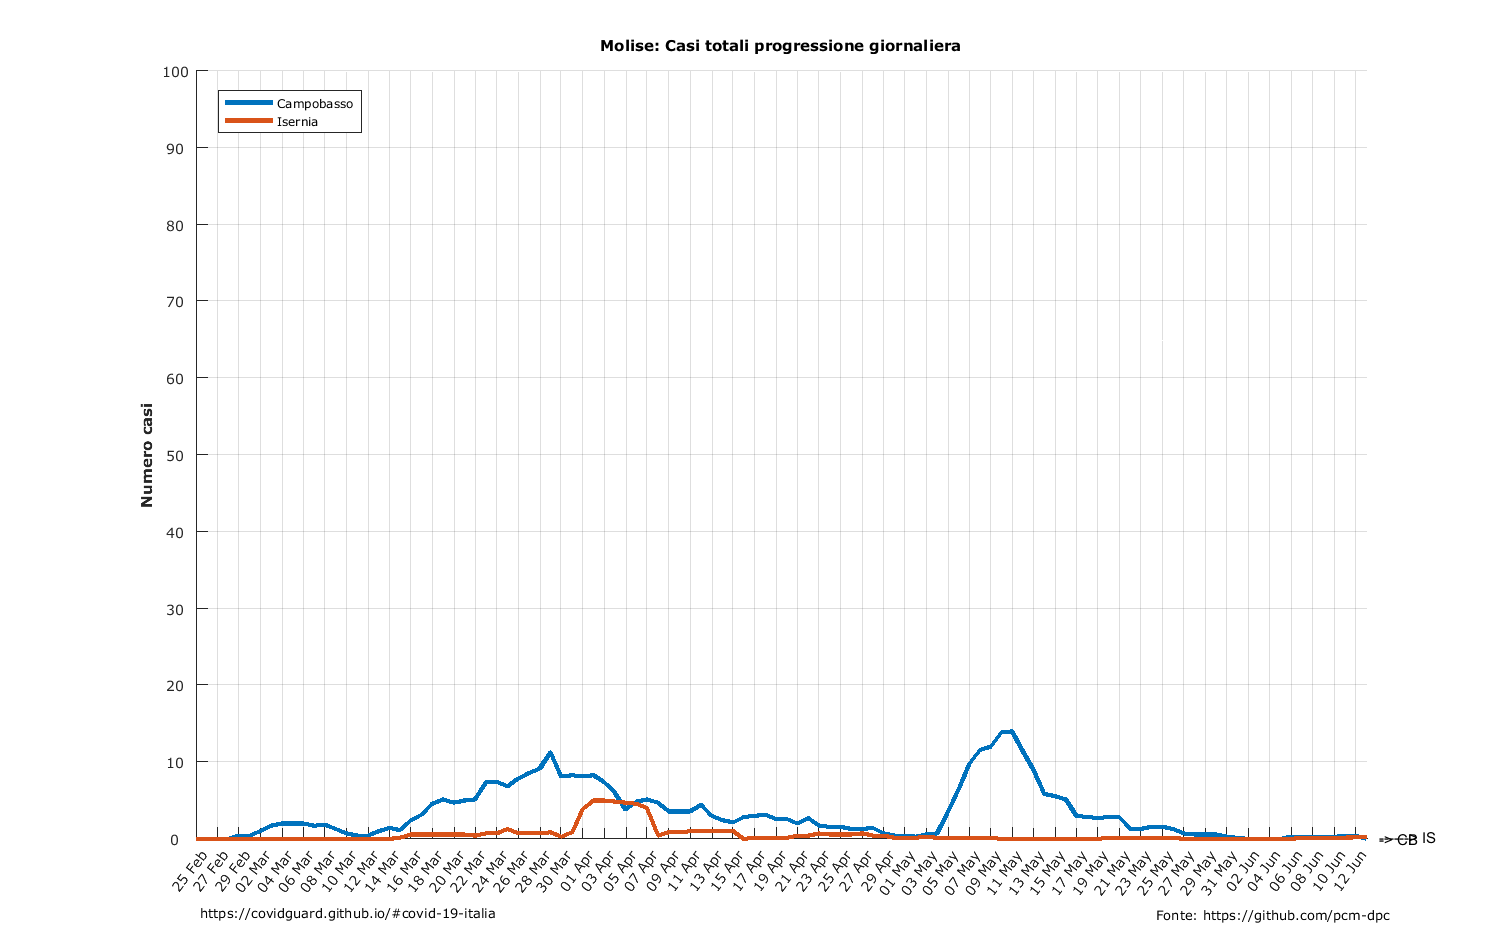 Molise: Casi totali progressione giornaliera
Campobasso
Isernia
Numero casi
100
90
80
70
60
50
40
30
20
10
0
25 Feb
27 Feb
29 Feb
02 Mar
04 Mar
06 Mar
08 Mar
10 Mar
12 Mar
14 Mar
16 Mar
18 Mar
20 Mar
22 Mar
24 Mar
26 Mar
28 Mar
30 Mar
01 Apr
03 Apr
05 Apr
07 Apr
09 Apr
11 Apr
13 Apr
15 Apr
17 Apr
19 Apr
21 Apr
23 Apr
25 Apr
27 Apr
29 Apr
01 May
03 May
05 May
07 May
09 May
11 May
13 May
15 May
17 May
19 May
21 May
23 May
25 May
27 May
29 May
31 May
02 Jun
04 Jun
06 Jun
08 Jun
10 Jun
12 Jun
=> CB
IS
https://covidguard.github.io/#covid-19-italia
Fonte: https://github.com/pcm-dpc